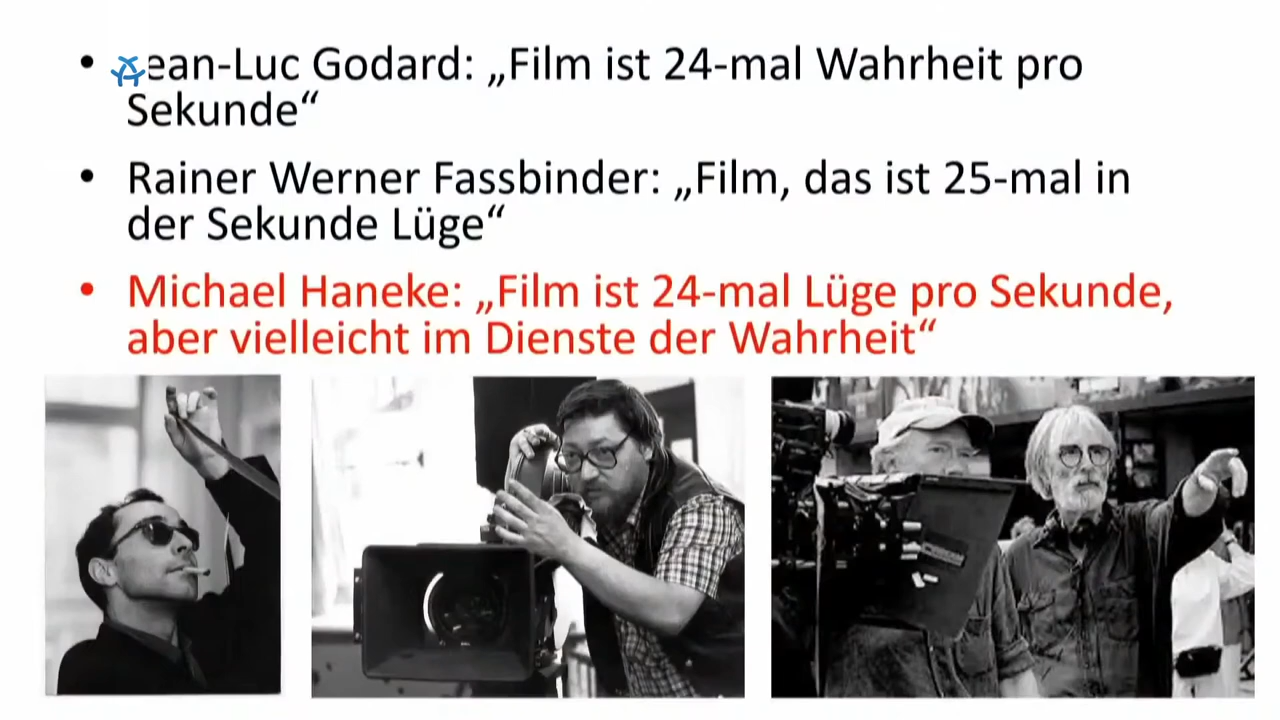 • ean-Luc Godard: „Film ist 24-mal Wahrheit pro
Sekunde“
• Rainer Werner Fassbinder: „Film, das ist 25-mal in
der Sekunde Lüge“
• Michael Haneke: „Film ist 24-mal Lüge pro Sekunde,
aber vielleicht im Dienste der Wahrheit“